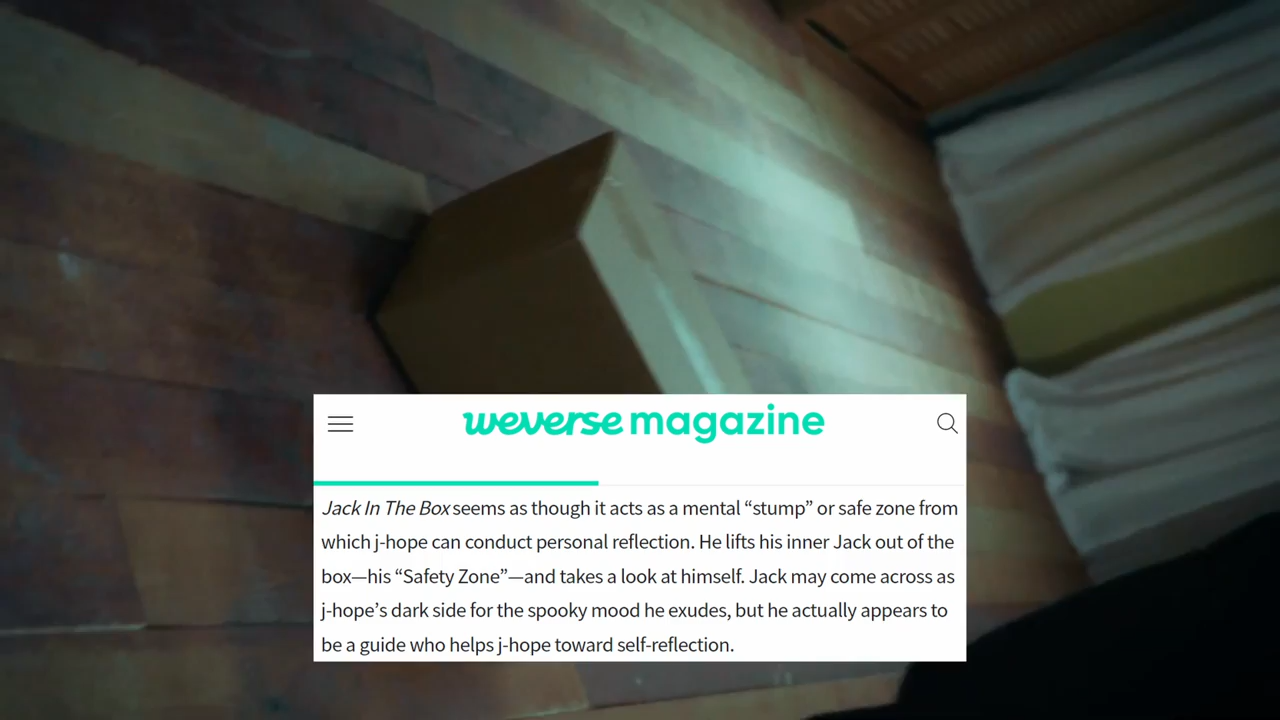 weverse magazine
Jack In The Box seems as though it acts as a mental “stump” or safe zone from
which j-hope can conduct personal reflection. He lifts his inner Jack out of the
box—his “Safety Zone”—and takes a look at himself. Jack may come across as
j-hope’s dark side for the spooky mood he exudes, but he actually appears to
be a guide who helps j-hope toward self-reflection.